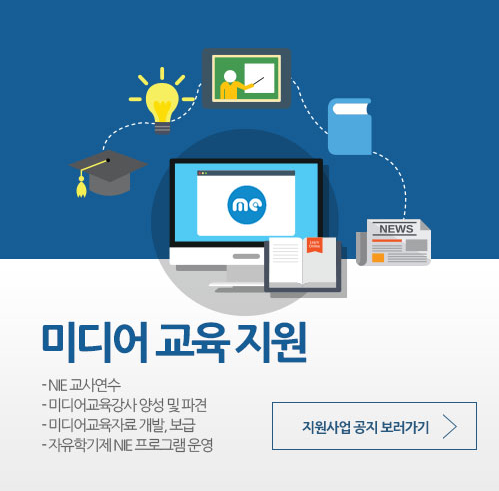 NEWS
ne
미디어 교육 지원
- NIE 교사연수
- 미디어교육강사 양성 및 파견
- 미디어교육자료 개발, 보급
- 자유학기제 NIE 프로그램 운영
지원사업 공지 보러가기